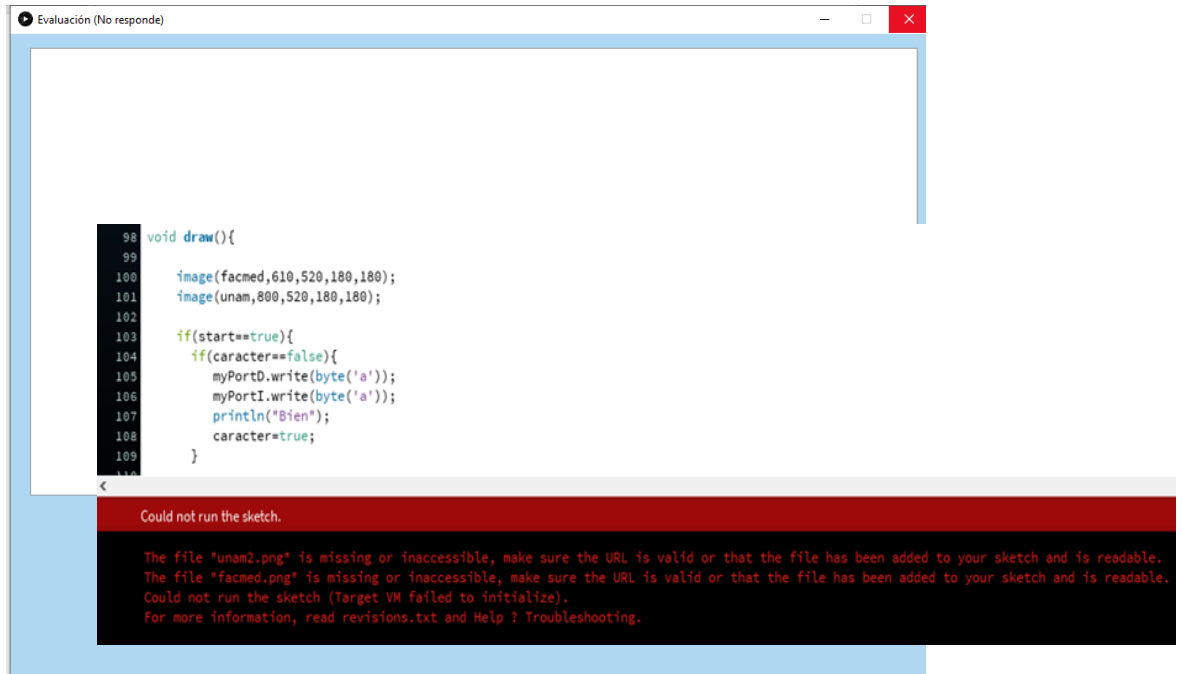 Evaluación (No responde)
98 void draw(){
99
100 image(facmed,610,520,180,180);
101 image(unam,800,520,180,180);
102
103 if(start==true){
104 if(caracter==false){
105 myPortD.write(byte('a'));
106 myPortI.write(byte('a'));
107 println("Bien");
108 caracter=true;
109 }
Could not run the sketch.
The file "unam2.png" is missing or inaccessible, make sure the URL is valid or that the file has been added to your sketch and is readable.
The file "facmed.png" is missing or inaccessible, make sure the URL is valid or that the file has been added to your sketch and is readable.
Could not run the sketch (Target VM failed to initialize).
For more information, read revisions.txt and Help ? Troubleshooting.